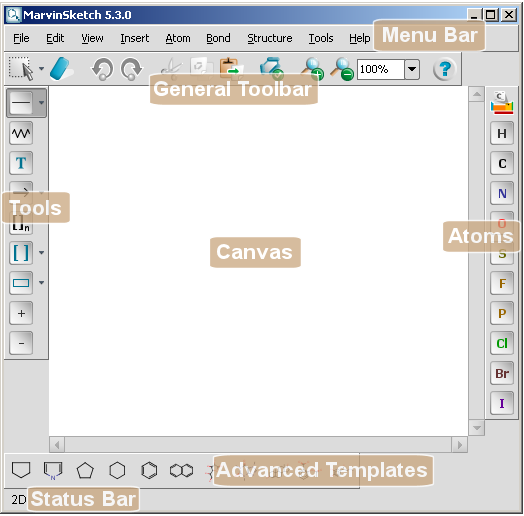 MarvinSketch 5.3.0
File Edit View Insert Atom Bond Structure Tools Help Menu Bar
100% ?
General Toolbar
H
C
T N
Tools O
[ ]n Atoms
Canvas S
[ ] F
+ P
- Cl
Br
I
N Advanced Templates
2D Status Bar